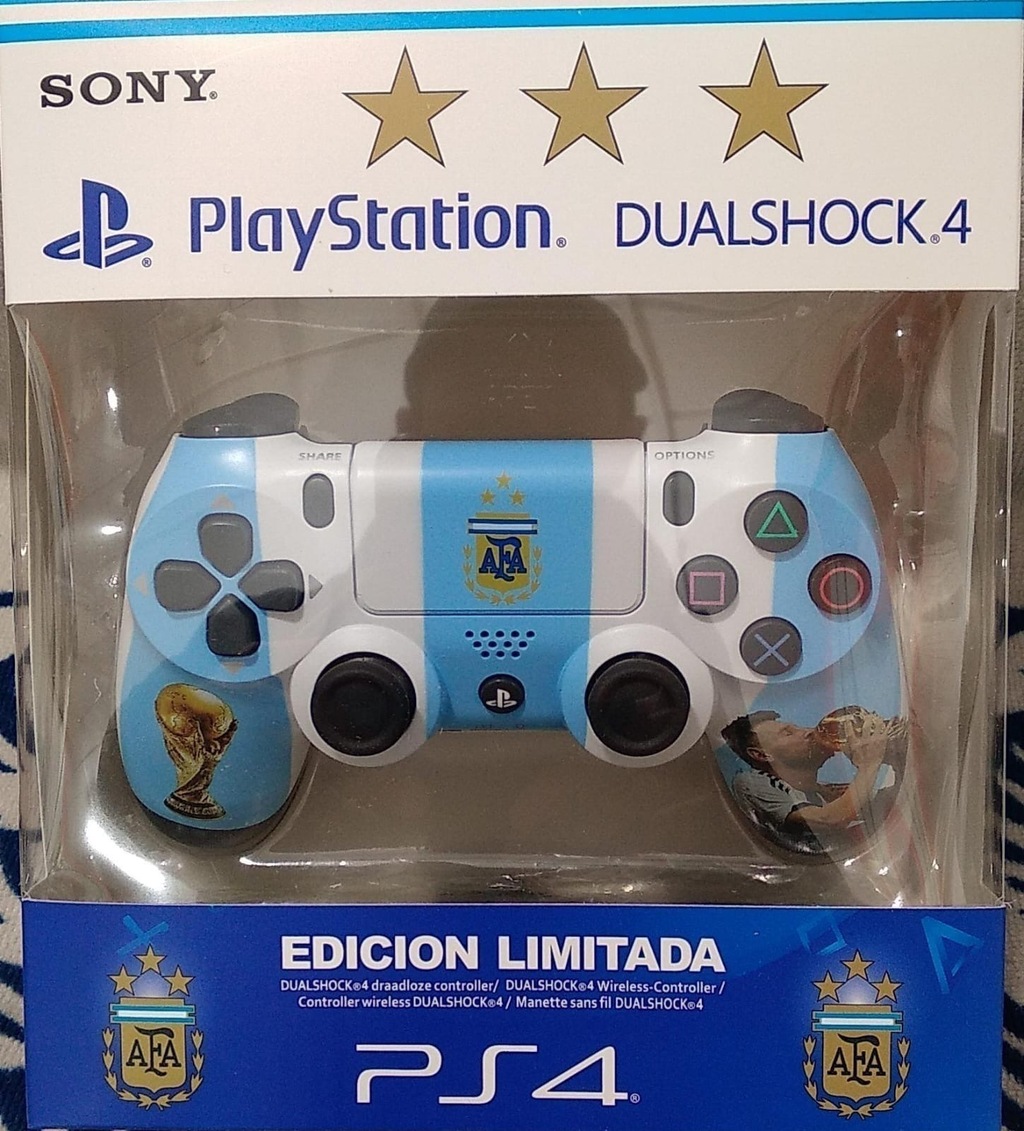 SONY®
PlayStation® DUALSHOCK®4
SHARE
OPTIONS
AFA
EDICION LIMITADA
DUALSHOCK®4 draadloze controller/ DUALSHOCK®4 Wireless-Controller /
Controller wireless DUALSHOCK®4 / Manette sans fil DUALSHOCK®4
AFA
PS4®
AFA